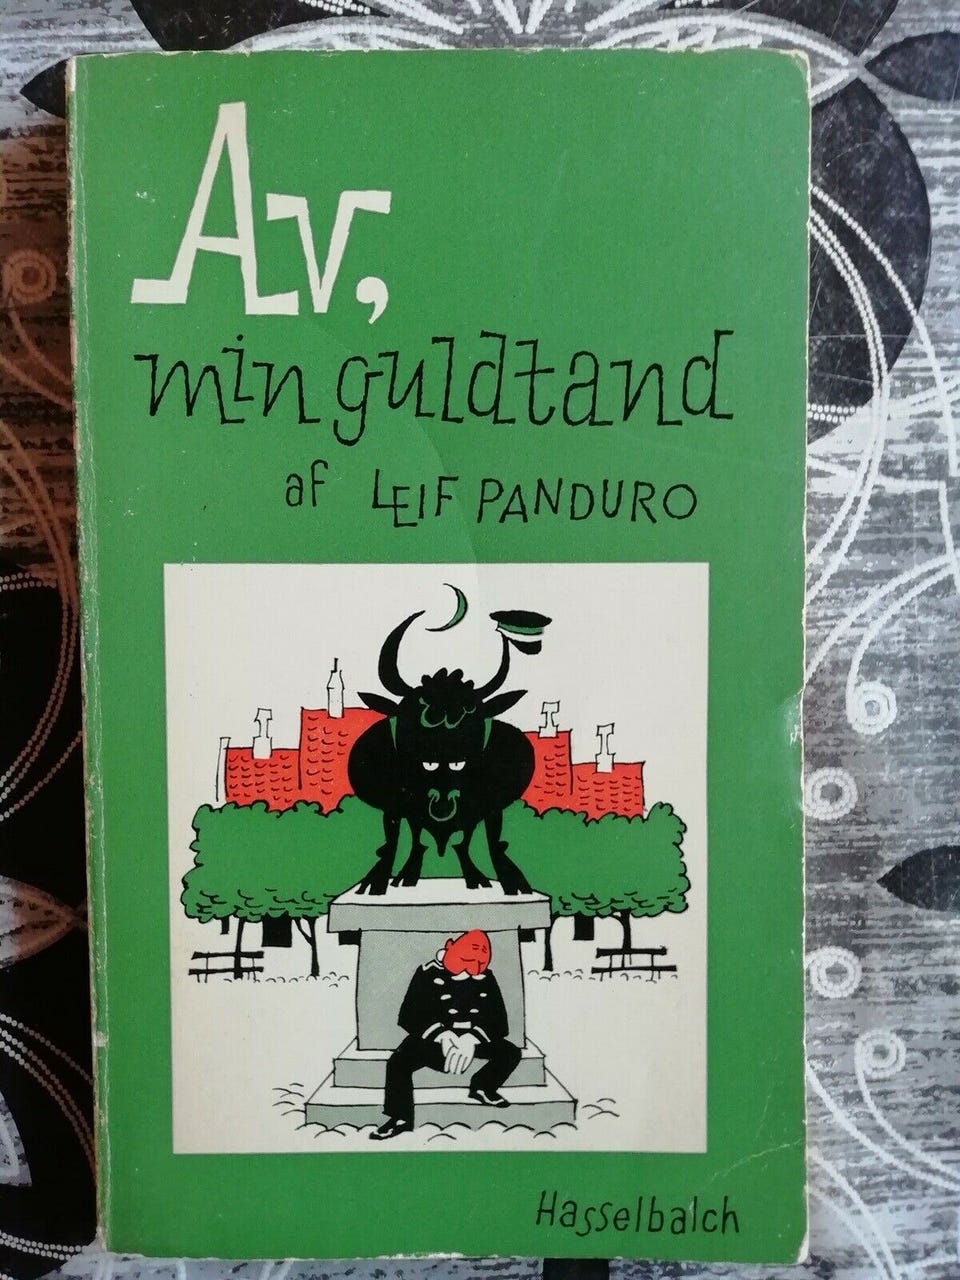 Av,
min guldtand
af LEIF PANDURO
Hasselbalch